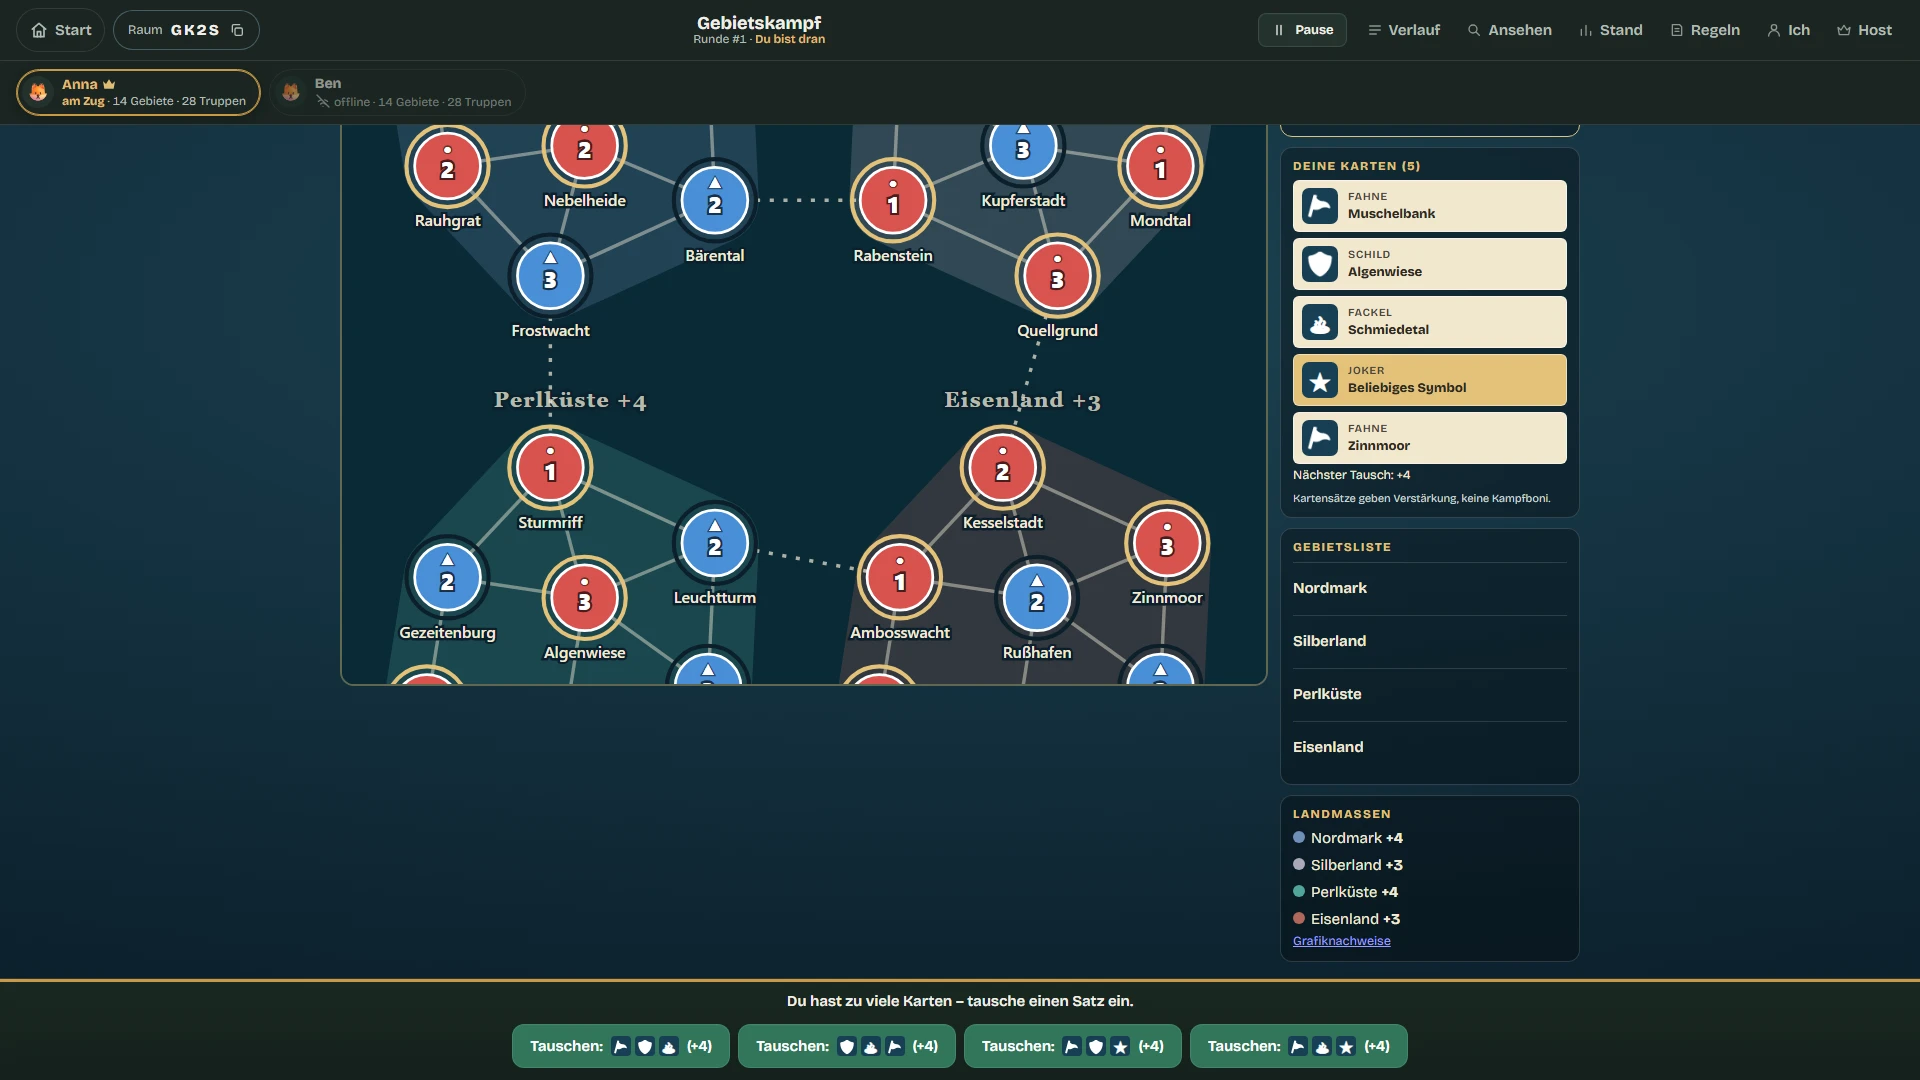 Start
Raum GK2S
Gebietskampf
Runde #1 · Du bist dran
Pause
Verlauf
Ansehen
Stand
Regeln
Ich
Host
Anna
am Zug · 14 Gebiete · 28 Truppen
Ben
offline · 14 Gebiete · 28 Truppen
2
Rauhgrat
2
Nebelheide
2
Bärental
3
Frostwacht
1
Rabenstein
3
Kupferstadt
1
Mondtal
3
Quellgrund
Perlküste +4
Eisenland +3
1
Sturmriff
2
Leuchtturm
2
Gezeitenburg
3
Algenwiese
2
Kesselstadt
3
Zinnmoor
1
Ambosswacht
2
Rußhafen
DEINE KARTEN (5)
FAHNE
Muschelbank
SCHILD
Algenwiese
FACKEL
Schmiedetal
JOKER
Beliebiges Symbol
FAHNE
Zinnmoor
Nächster Tausch: +4
Kartensätze geben Verstärkung, keine Kampfboni.
GEBIETSLISTE
Nordmark
Silberland
Perlküste
Eisenland
LANDMASSEN
Nordmark +4
Silberland +3
Perlküste +4
Eisenland +3
Grafiknachweise
Du hast zu viele Karten – tausche einen Satz ein.
Tauschen: (+4)
Tauschen: (+4)
Tauschen: (+4)
Tauschen: (+4)